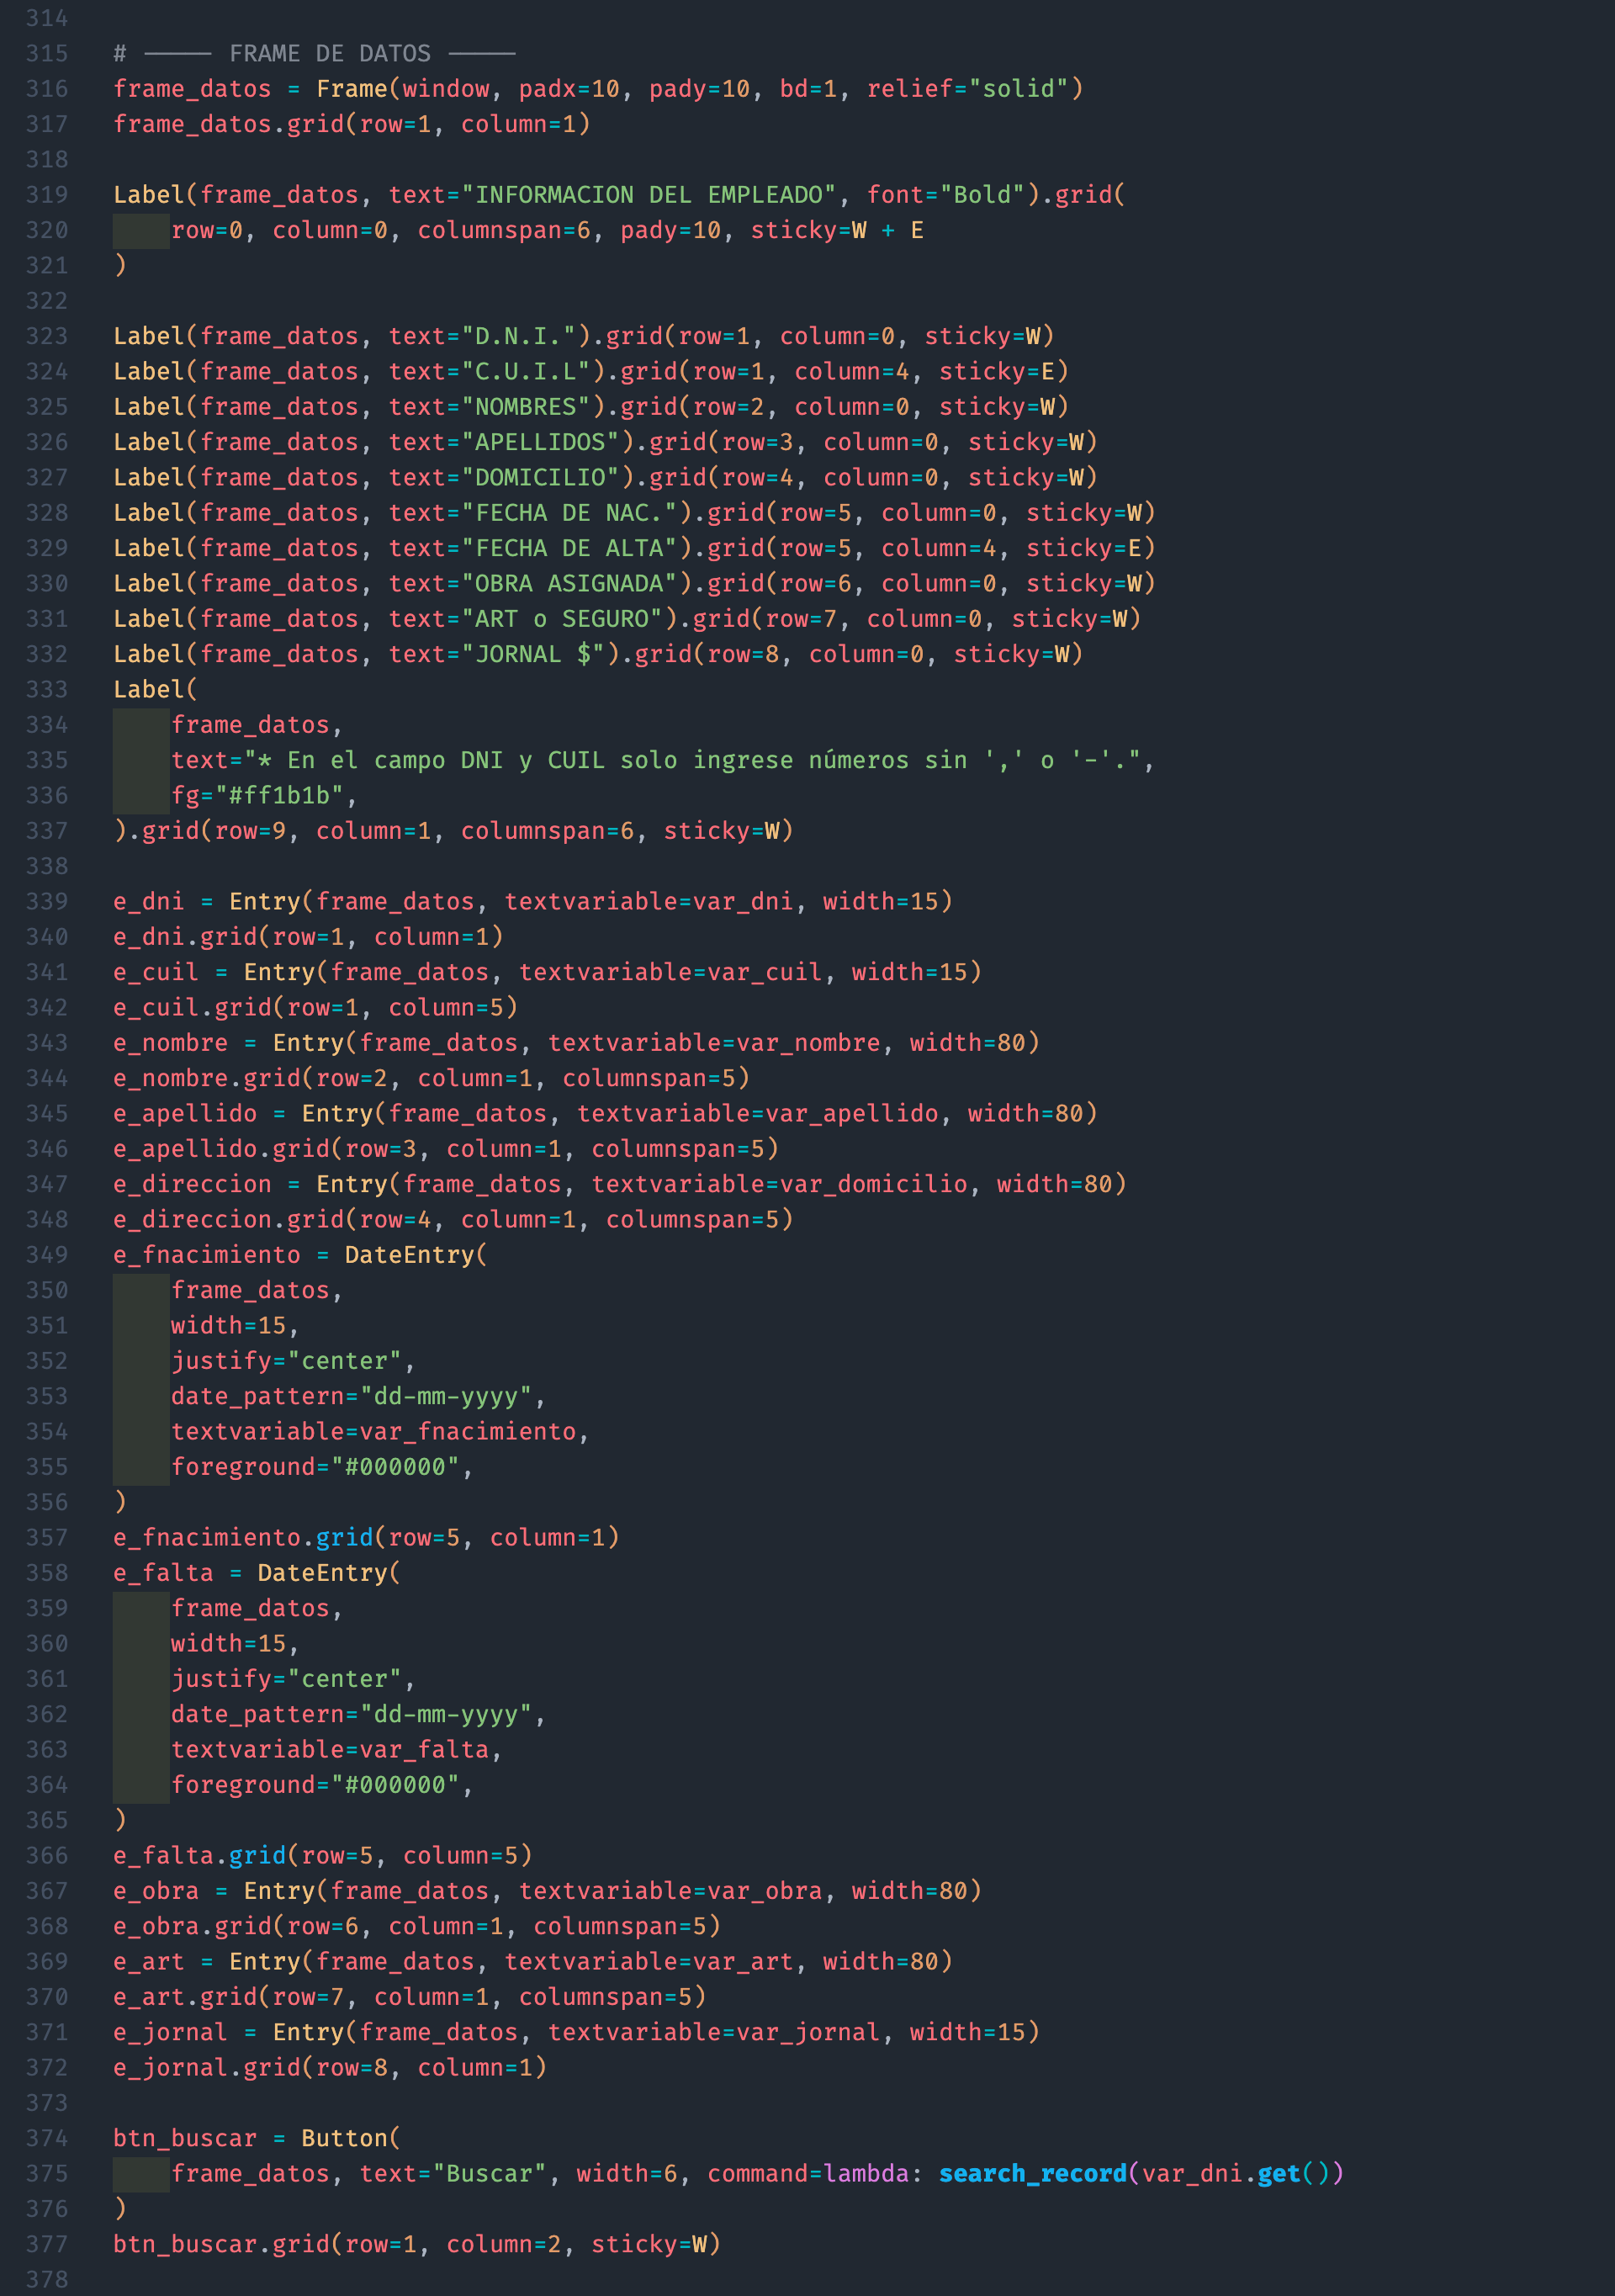 314
315 # ----- FRAME DE DATOS -----
316 frame_datos = Frame(window, padx=10, pady=10, bd=1, relief="solid")
317 frame_datos.grid(row=1, column=1)
318
319 Label(frame_datos, text="INFORMACION DEL EMPLEADO", font="Bold").grid(
320     row=0, column=0, columnspan=6, pady=10, sticky=W + E
321 )
322
323 Label(frame_datos, text="D.N.I.").grid(row=1, column=0, sticky=W)
324 Label(frame_datos, text="C.U.I.L").grid(row=1, column=4, sticky=E)
325 Label(frame_datos, text="NOMBRES").grid(row=2, column=0, sticky=W)
326 Label(frame_datos, text="APELLIDOS").grid(row=3, column=0, sticky=W)
327 Label(frame_datos, text="DOMICILIO").grid(row=4, column=0, sticky=W)
328 Label(frame_datos, text="FECHA DE NAC.").grid(row=5, column=0, sticky=W)
329 Label(frame_datos, text="FECHA DE ALTA").grid(row=5, column=4, sticky=E)
330 Label(frame_datos, text="OBRA ASIGNADA").grid(row=6, column=0, sticky=W)
331 Label(frame_datos, text="ART o SEGURO").grid(row=7, column=0, sticky=W)
332 Label(frame_datos, text="JORNAL $").grid(row=8, column=0, sticky=W)
333 Label(
334     frame_datos,
335     text="* En el campo DNI y CUIL solo ingrese números sin ',' o '-'.",
336     fg="#ff1b1b",
337 ).grid(row=9, column=1, columnspan=6, sticky=W)
338
339 e_dni = Entry(frame_datos, textvariable=var_dni, width=15)
340 e_dni.grid(row=1, column=1)
341 e_cuil = Entry(frame_datos, textvariable=var_cuil, width=15)
342 e_cuil.grid(row=1, column=5)
343 e_nombre = Entry(frame_datos, textvariable=var_nombre, width=80)
344 e_nombre.grid(row=2, column=1, columnspan=5)
345 e_apellido = Entry(frame_datos, textvariable=var_apellido, width=80)
346 e_apellido.grid(row=3, column=1, columnspan=5)
347 e_direccion = Entry(frame_datos, textvariable=var_domicilio, width=80)
348 e_direccion.grid(row=4, column=1, columnspan=5)
349 e_fnacimiento = DateEntry(
350     frame_datos,
351     width=15,
352     justify="center",
353     date_pattern="dd-mm-yyyy",
354     textvariable=var_fnacimiento,
355     foreground="#000000",
356 )
357 e_fnacimiento.grid(row=5, column=1)
358 e_falta = DateEntry(
359     frame_datos,
360     width=15,
361     justify="center",
362     date_pattern="dd-mm-yyyy",
363     textvariable=var_falta,
364     foreground="#000000",
365 )
366 e_falta.grid(row=5, column=5)
367 e_obra = Entry(frame_datos, textvariable=var_obra, width=80)
368 e_obra.grid(row=6, column=1, columnspan=5)
369 e_art = Entry(frame_datos, textvariable=var_art, width=80)
370 e_art.grid(row=7, column=1, columnspan=5)
371 e_jornal = Entry(frame_datos, textvariable=var_jornal, width=15)
372 e_jornal.grid(row=8, column=1)
373
374 btn_buscar = Button(
375     frame_datos, text="Buscar", width=6, command=lambda: search_record(var_dni.get())
376 )
377 btn_buscar.grid(row=1, column=2, sticky=W)
378